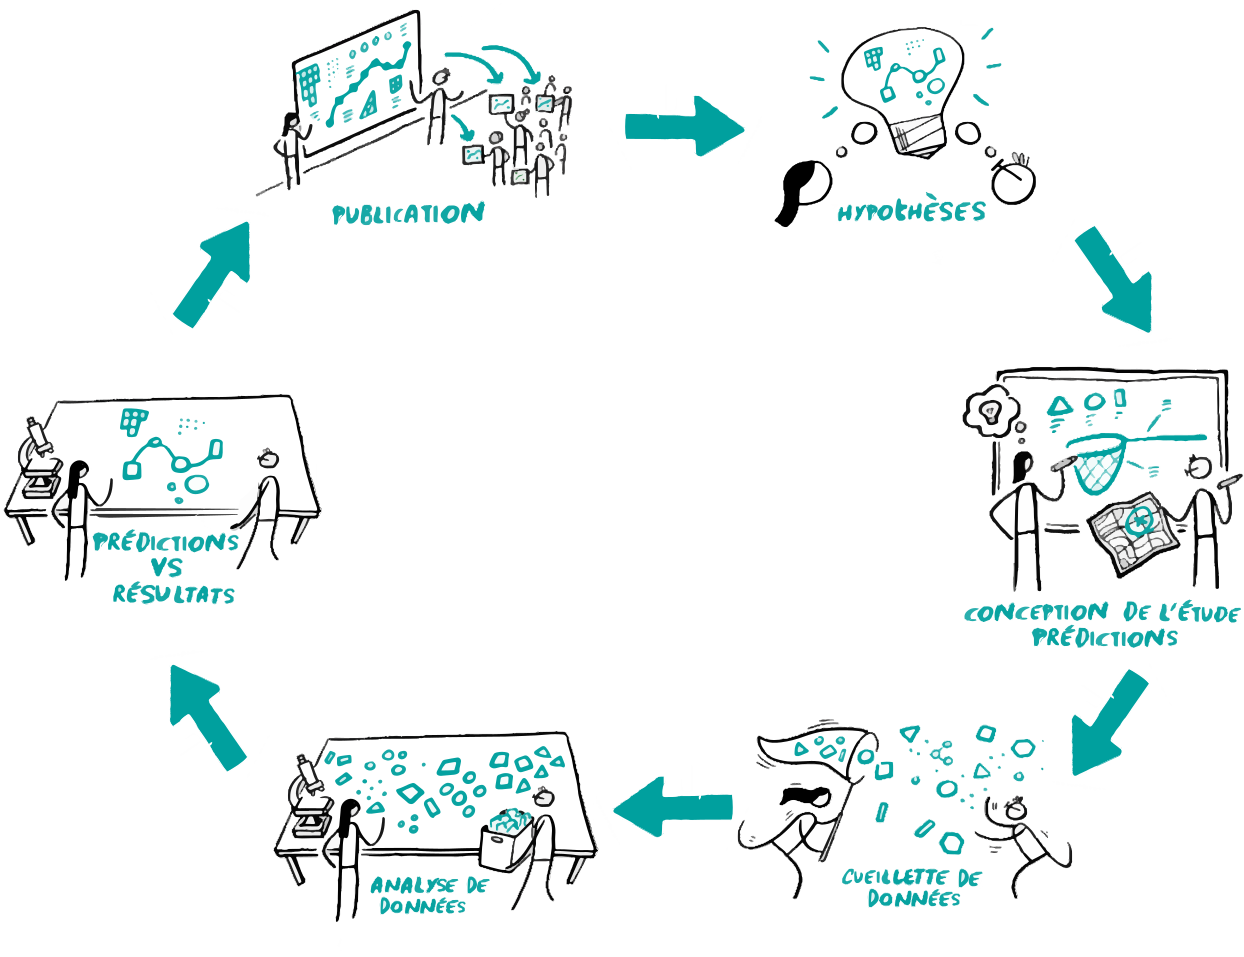 PUBLICATION
HYPOTHÈSES
PRÉDICTIONS
VS
RÉSULTATS
CONCEPTION DE L'ÉTUDE
PRÉDICTIONS
ANALYSE DE
DONNÉES
CUEILLETTE DE
DONNÉES